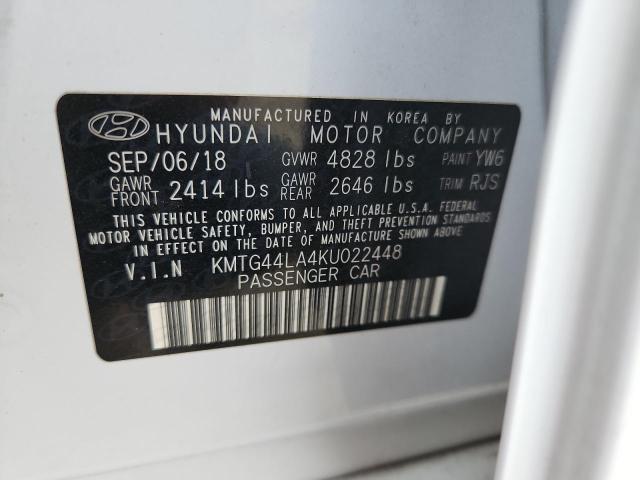 MANUFACTURED IN KOREA BY
HYUNDAI MOTOR COMPANY
SEP/06/18 GVWR 4828 lbs PAINT YW6
GAWR FRONT 2414 lbs GAWR REAR 2646 lbs TRIM RJS
THIS VEHICLE CONFORMS TO ALL APPLICABLE U.S.A. FEDERAL
MOTOR VEHICLE SAFETY, BUMPER, AND THEFT PREVENTION STANDARDS
IN EFFECT ON THE DATE OF MANUFACTURE SHOWN ABOVE.
V.I.N KMTG44LA4KU022448
PASSENGER CAR